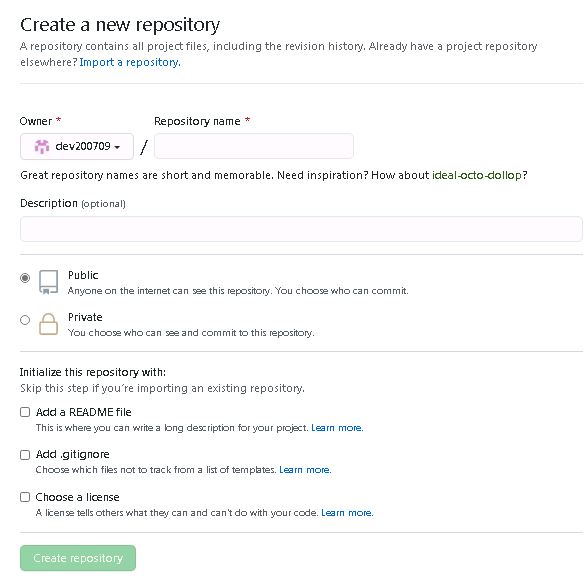 Create a new repository
A repository contains all project files, including the revision history. Already have a project repository
elsewhere? Import a repository.
Owner * Repository name *
dev200709 /
Great repository names are short and memorable. Need inspiration? How about ideal-octo-dollop?
Description (optional)
Public
Anyone on the internet can see this repository. You choose who can commit.
Private
You choose who can see and commit to this repository.
Initialize this repository with:
Skip this step if you're importing an existing repository.
Add a README file
This is where you can write a long description for your project. Learn more.
Add .gitignore
Choose which files not to track from a list of templates. Learn more.
Choose a license
A license tells others what they can and can't do with your code. Learn more.
Create repository